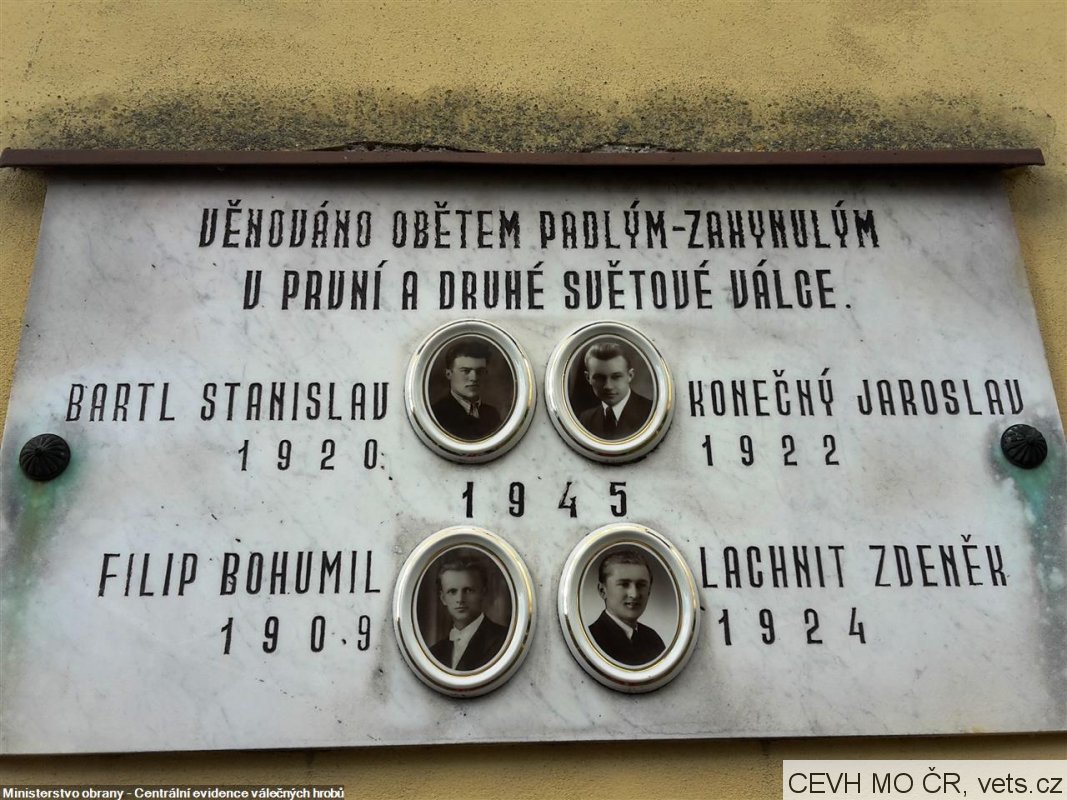 VĚNOVÁNO OBĚTEM PADLÝM-ZAHYNULÝM
V PRVNÍ A DRUHÉ SVĚTOVÉ VÁLCE.
BARTL STANISLAV
1920
KONEČNÝ JAROSLAV
1922
1945
FILIP BOHUMIL
1909
LACHNIT ZDENĚK
1924
Ministerstvo obrany - Centrální evidence válečných hrobů
CEVH MO ČR, vets.cz